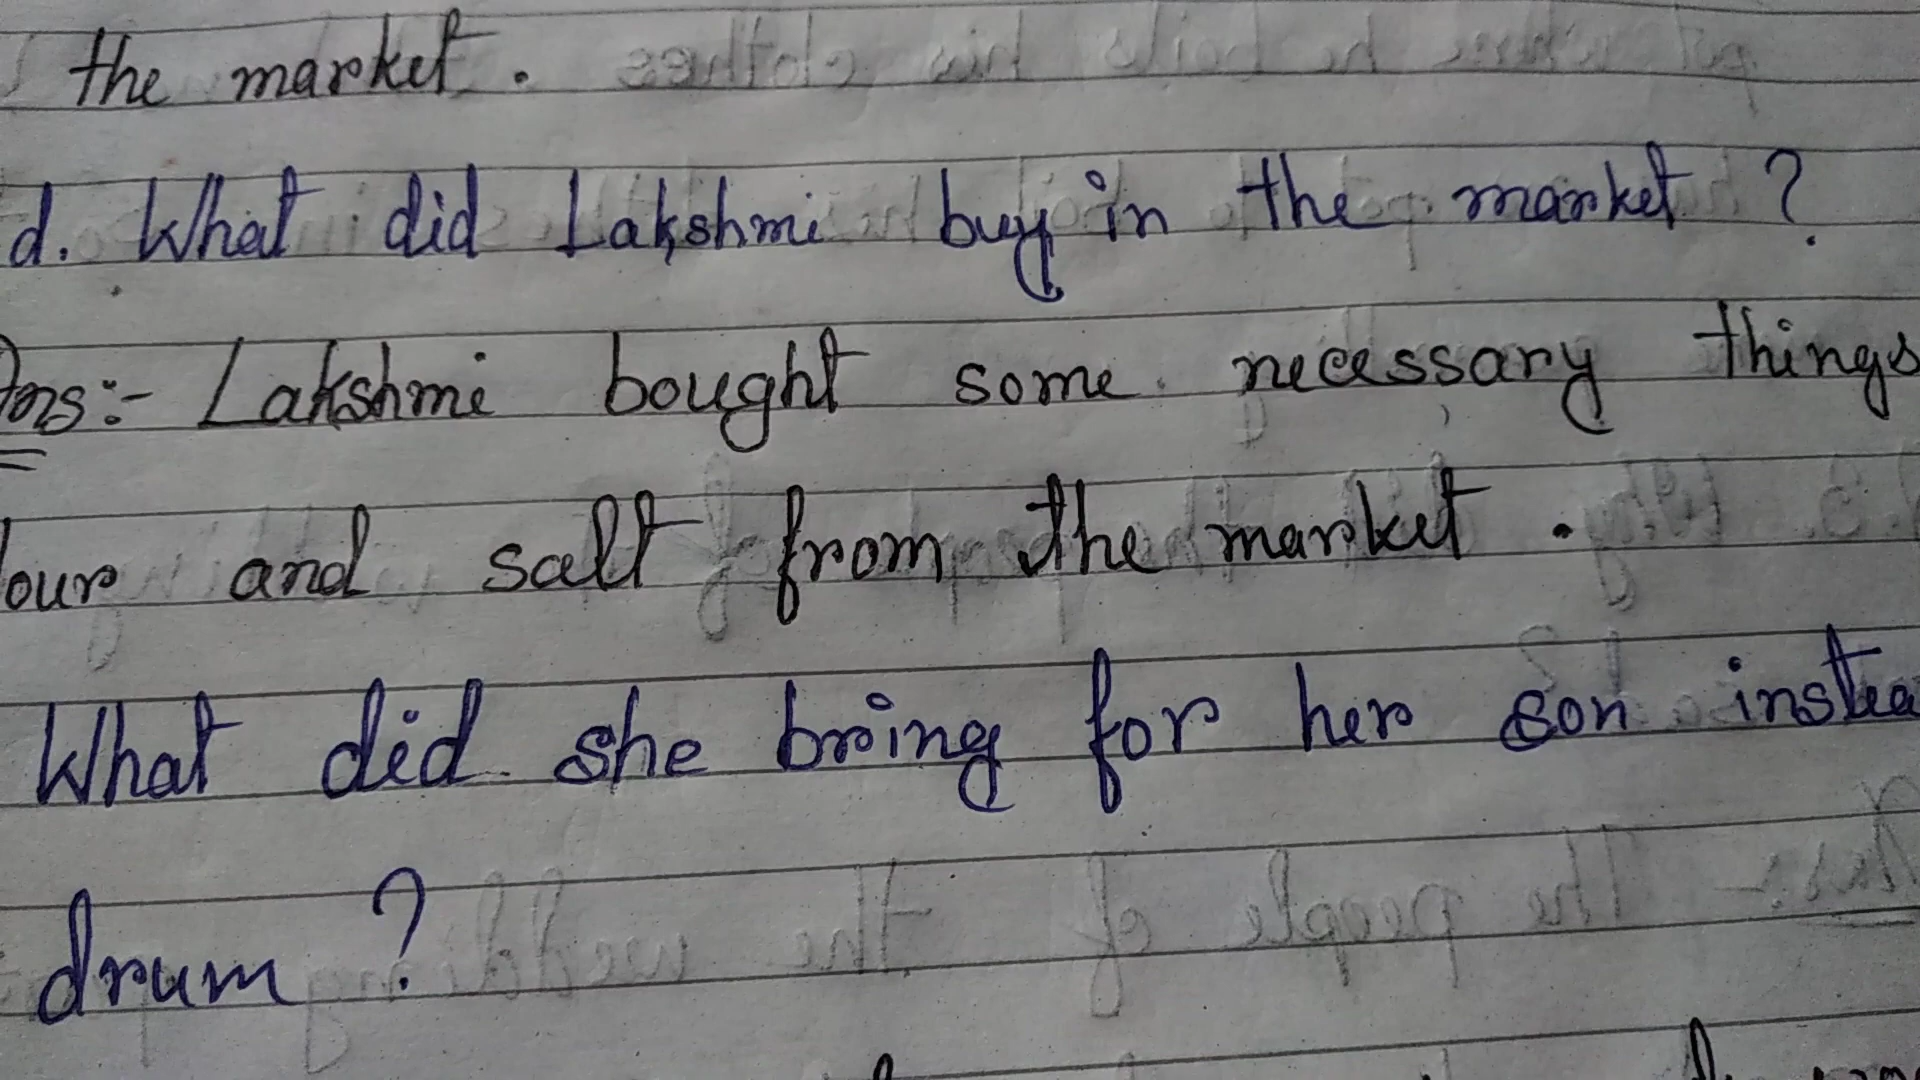 the market.
d. What did Lakshmi buy in the market?
Ans:- Lakshmi bought some necessary things
lour and salt from the market.
What did she bring for her son instea
drum?